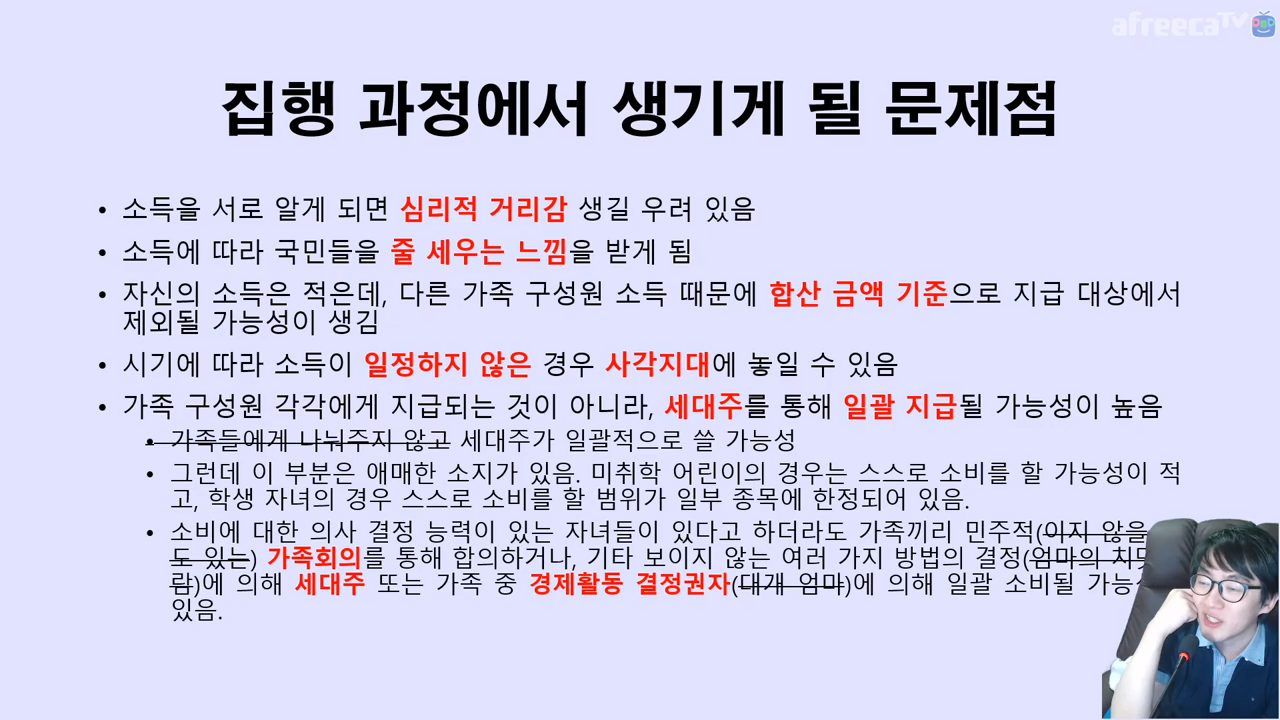 afreecaTV
집행 과정에서 생기게 될 문제점
• 소득을 서로 알게 되면 심리적 거리감 생길 우려 있음
• 소득에 따라 국민들을 줄 세우는 느낌을 받게 됨
• 자신의 소득은 적은데, 다른 가족 구성원 소득 때문에 합산 금액 기준으로 지급 대상에서
제외될 가능성이 생김
• 시기에 따라 소득이 일정하지 않은 경우 사각지대에 놓일 수 있음
• 가족 구성원 각각에게 지급되는 것이 아니라, 세대주를 통해 일괄 지급될 가능성이 높음
• 가족들에게 나눠주지 않고 세대주가 일괄적으로 쓸 가능성
• 그런데 이 부분은 애매한 소지가 있음. 미취학 어린이의 경우는 스스로 소비를 할 가능성이 적
고, 학생 자녀의 경우 스스로 소비를 할 범위가 일부 종목에 한정되어 있음.
• 소비에 대한 의사 결정 능력이 있는 자녀들이 있다고 하더라도 가족끼리 민주적(이지 않을
도 있는) 가족회의를 통해 합의하거나, 기타 보이지 않는 여러 가지 방법의 결정(엄마의
람)에 의해 세대주 또는 가족 중 경제활동 결정권자(대개 엄마)에 의해 일괄 소비될
있음.